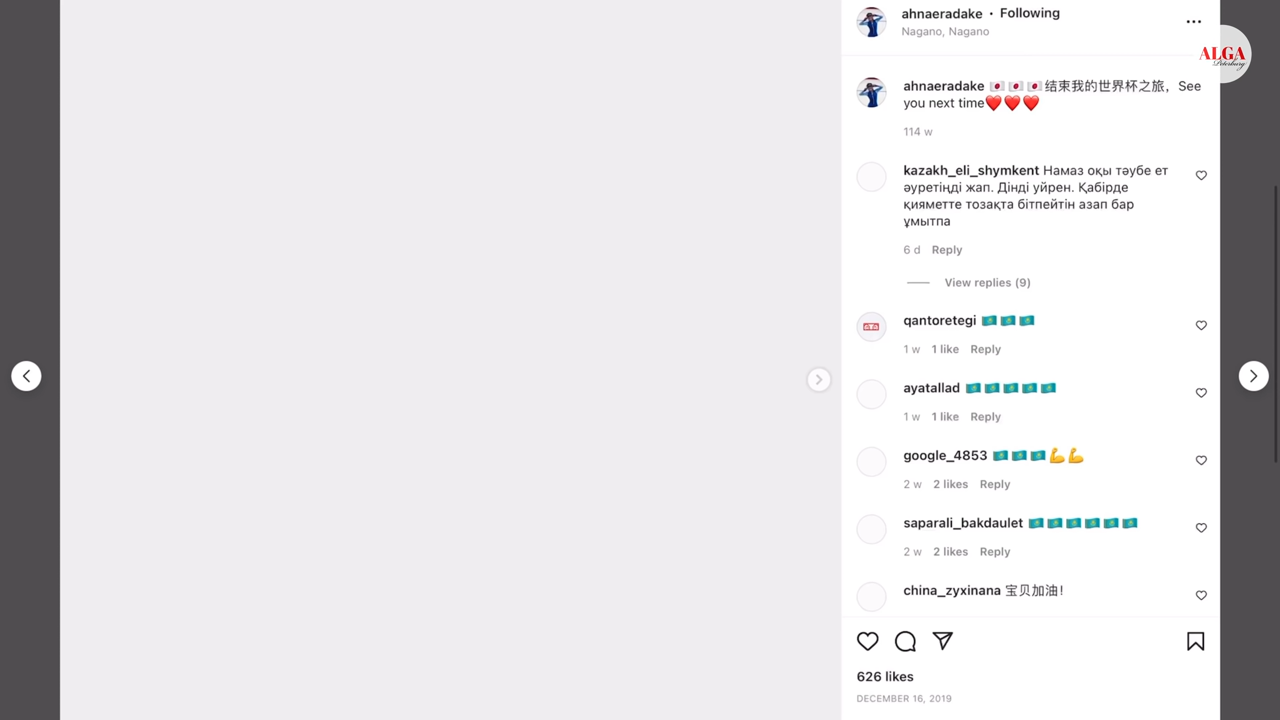 ahnaeradake • Following
Nagano, Nagano
ALGA
Peterburg
ahnaeradake 🇯🇵🇯🇵🇯🇵结束我的世界杯之旅，See
you next time❤️❤️❤️
114 w
kazakh_eli_shymkent Намаз оқы тәубе ет
әуретіңді жап. Дінді уйрен. Қабірде
қияметте тозақта бітпейтін азап бар
ұмытпа
6 d Reply
View replies (9)
qantoretegi 🇰🇿🇰🇿🇰🇿
1 w 1 like Reply
ayatallad 🇰🇿🇰🇿🇰🇿🇰🇿🇰🇿
1 w 1 like Reply
google_4853 🇰🇿🇰🇿🇰🇿💪💪
2 w 2 likes Reply
saparali_bakdaulet 🇰🇿🇰🇿🇰🇿🇰🇿🇰🇿🇰🇿
2 w 2 likes Reply
china_zyxinana 宝贝加油！
626 likes
DECEMBER 16, 2019